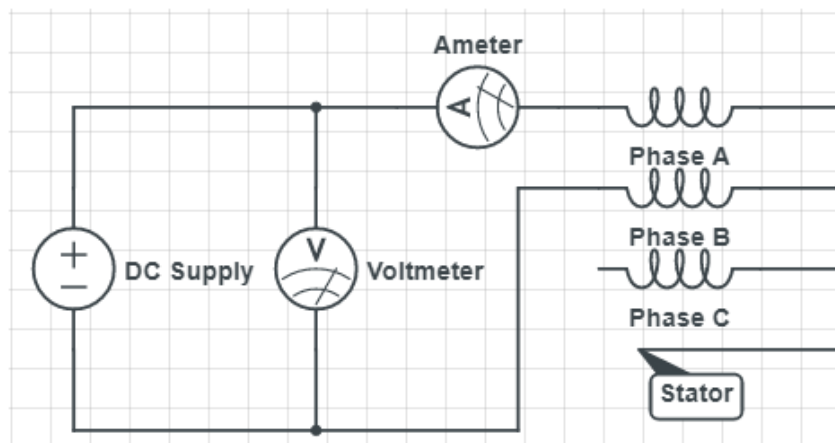 Ameter
A
Phase A
V
+
DC Supply
Voltmeter
−
Phase B
Phase C
Stator